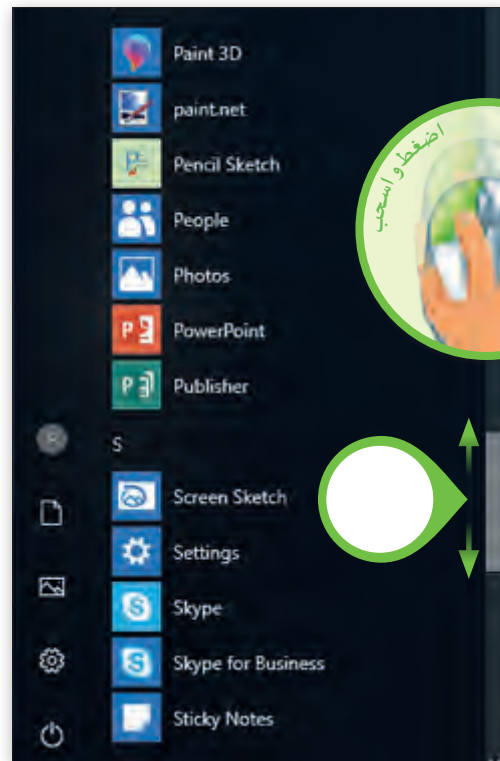 Paint 3D
paint.net
Pencil Sketch
People
Photos
PowerPoint
Publisher
S
Screen Sketch
Settings
Skype
Skype for Business
Sticky Notes
اضغط واسحب